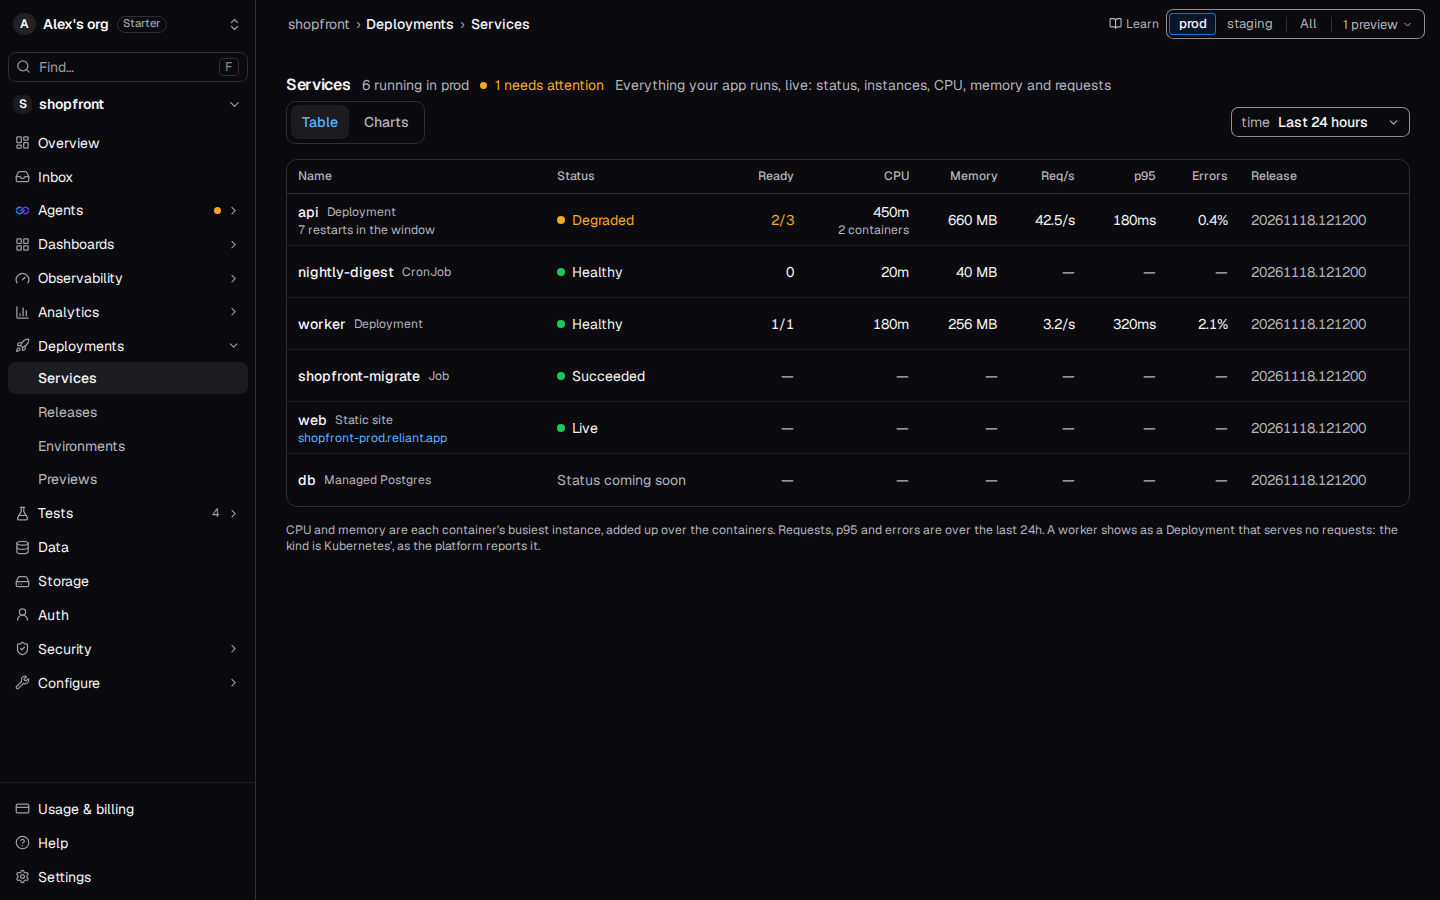 A Alex's org Starter
Find... F
S shopfront
Overview
Inbox
Agents
Dashboards
Observability
Analytics
Deployments
Services
Releases
Environments
Previews
Tests 4
Data
Storage
Auth
Security
Configure
Usage & billing
Help
Settings
shopfront › Deployments › Services
Learn prod staging All 1 preview
Services 6 running in prod 1 needs attention Everything your app runs, live: status, instances, CPU, memory and requests
Table Charts
time Last 24 hours
Name Status Ready CPU Memory Req/s p95 Errors Release
api Deployment Degraded 2/3 450m 660 MB 42.5/s 180ms 0.4% 20261118.121200
7 restarts in the window 2 containers
nightly-digest CronJob Healthy 0 20m 40 MB — — — 20261118.121200
worker Deployment Healthy 1/1 180m 256 MB 3.2/s 320ms 2.1% 20261118.121200
shopfront-migrate Job Succeeded — — — — — — 20261118.121200
web Static site Live — — — — — — 20261118.121200
shopfront-prod.reliant.app
db Managed Postgres Status coming soon — — — — — — 20261118.121200
CPU and memory are each container's busiest instance, added up over the containers. Requests, p95 and errors are over the last 24h. A worker shows as a Deployment that serves no requests: the
kind is Kubernetes', as the platform reports it.